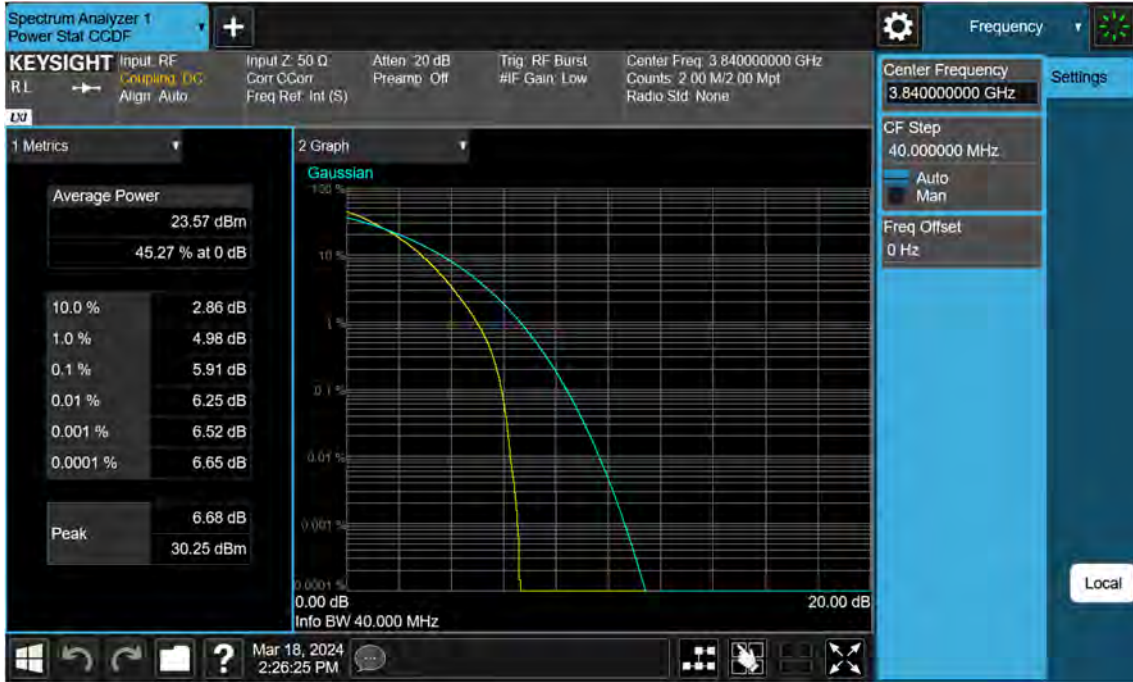 Spectrum Analyzer 1
Power Stat CCDF
+
Frequency
KEYSIGHT
RL
LXI
Input: RF
Coupling: DC
Align: Auto
Input Z: 50 Ω
Corr CCorr
Freq Ref: Int (S)
Atten: 20 dB
Preamp: Off
Trig: RF Burst
#IF Gain: Low
Center Freq: 3.840000000 GHz
Counts: 2.00 M/2.00 Mpt
Radio Std: None
Center Frequency
3.840000000 GHz
Settings
CF Step
40.000000 MHz
Auto
Man
Freq Offset
0 Hz
1 Metrics
Average Power
23.57 dBm
45.27 % at 0 dB
10.0 % 2.86 dB
1.0 % 4.98 dB
0.1 % 5.91 dB
0.01 % 6.25 dB
0.001 % 6.52 dB
0.0001 % 6.65 dB
Peak
6.68 dB
30.25 dBm
2 Graph
Gaussian
100 %
10 %
1 %
0.1 %
0.01 %
0.001 %
0.0001 %
0.00 dB 20.00 dB
Info BW 40.000 MHz
Local
?
Mar 18, 2024
2:26:25 PM